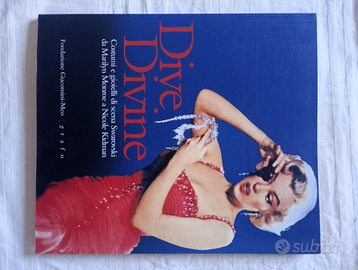 Dive
Divine
Costumi e gioielli di scena Swarovski
da Marilyn Monroe a Nicole Kidman
Fondazione Giacomini-Meo / grafo
subito